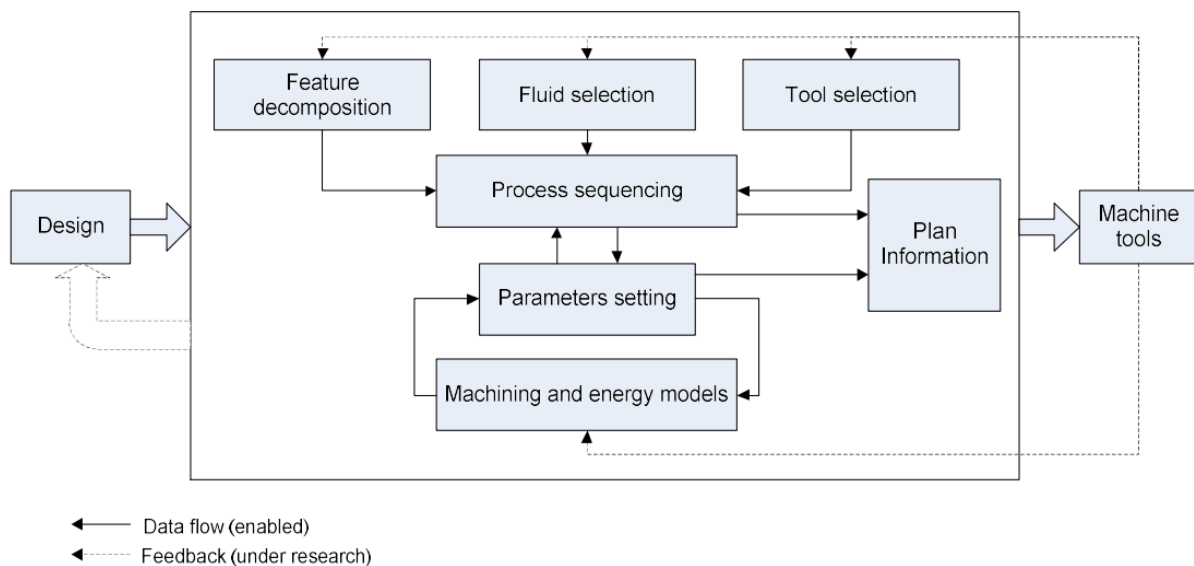 Feature
decomposition
Fluid selection
Tool selection
Process sequencing
Design
Plan
Information
Machine
tools
Parameters setting
Machining and energy models
Data flow (enabled)
Feedback (under research)